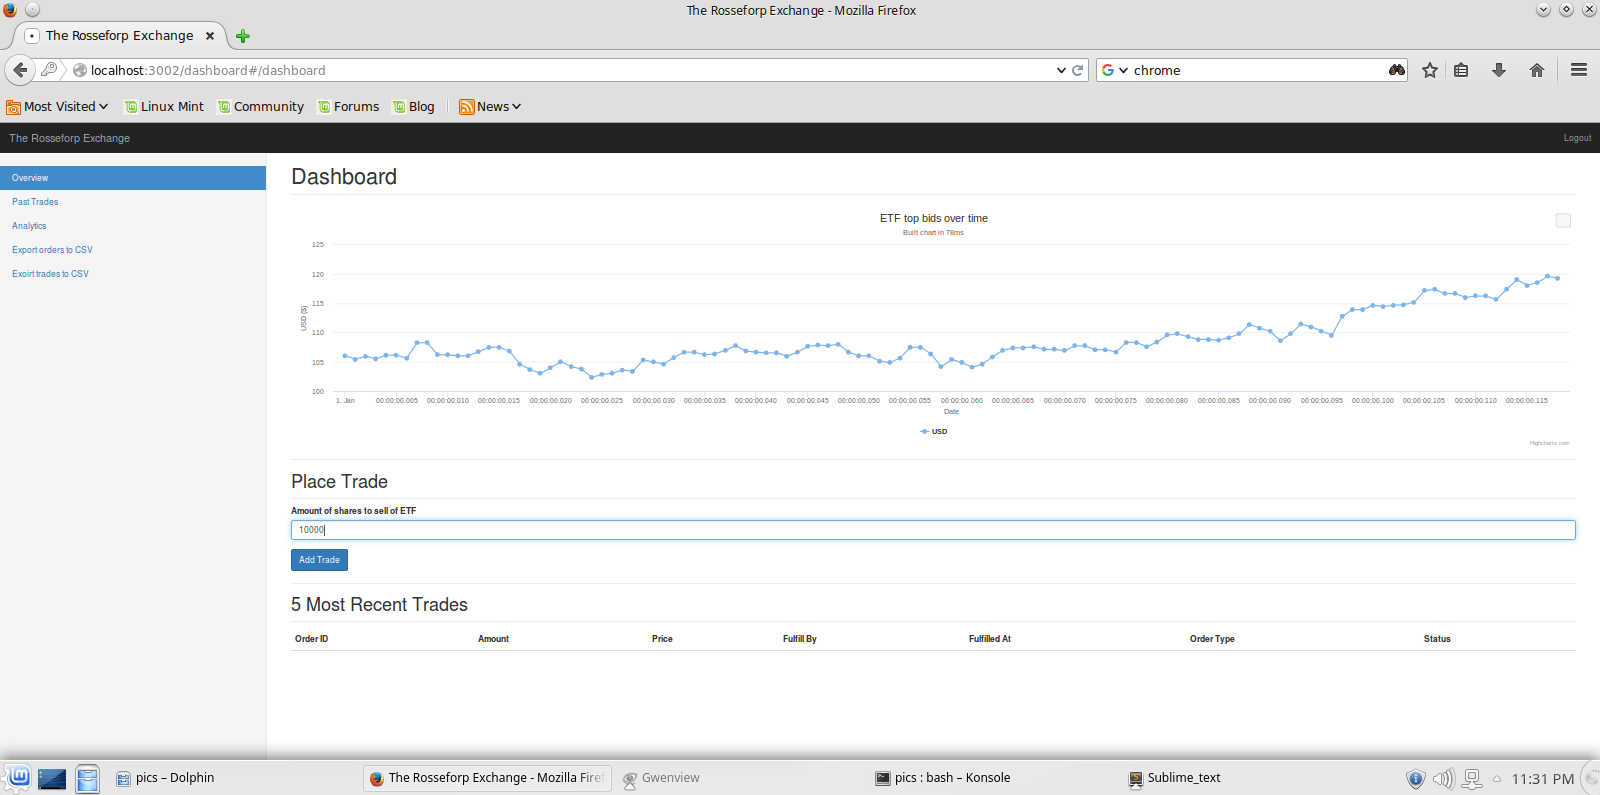 The Rosseforp Exchange - Mozilla Firefox
The Rosseforp Exchange
localhost:3002/dashboard#/dashboard
chrome
Most Visited
Linux Mint
Community
Forums
Blog
News
The Rosseforp Exchange
Logout
Overview
Past Trades
Analytics
Export orders to CSV
Exoirt trades to CSV
Dashboard
ETF top bids over time
Built chart in 78ms
125
120
115
110
105
100
USD ($)
1. Jan 00:00:00.005 00:00:00.010 00:00:00.015 00:00:00.020 00:00:00.025 00:00:00.030 00:00:00.035 00:00:00.040 00:00:00.045 00:00:00.050 00:00:00.055 00:00:00.060 00:00:00.065 00:00:00.070 00:00:00.075 00:00:00.080 00:00:00.085 00:00:00.090 00:00:00.095 00:00:00.100 00:00:00.105 00:00:00.110 00:00:00.115
Date
USD
Highcharts.com
Place Trade
Amount of shares to sell of ETF
10000
Add Trade
5 Most Recent Trades
Order ID Amount Price Fulfill By Fulfilled At Order Type Status
pics – Dolphin
The Rosseforp Exchange - Mozilla Firef
Gwenview
pics : bash – Konsole
Sublime_text
11:31 PM